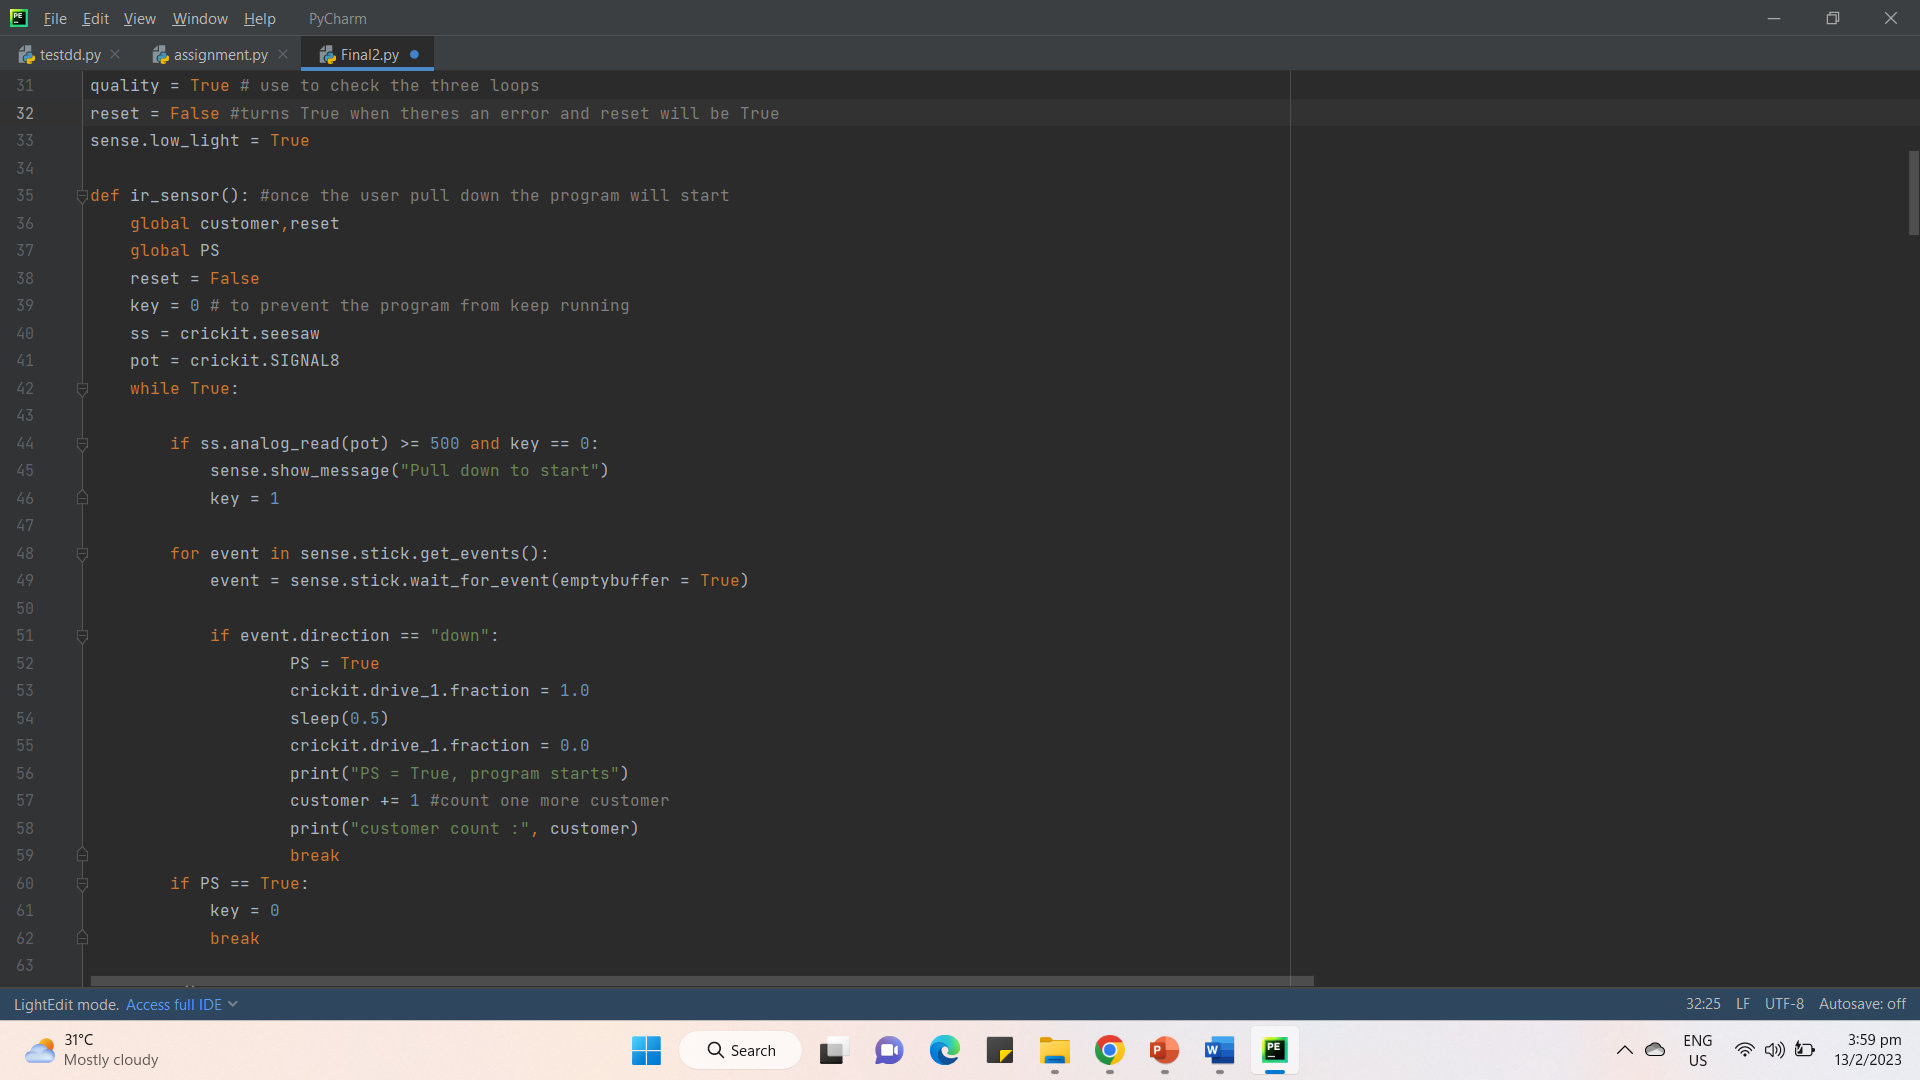 File Edit View Window Help PyCharm
testdd.py assignment.py Final2.py
31 quality = True # use to check the three loops
32 reset = False #turns True when theres an error and reset will be True
33 sense.low_light = True
34
35 def ir_sensor(): #once the user pull down the program will start
36 global customer,reset
37 global PS
38 reset = False
39 key = 0 # to prevent the program from keep running
40 ss = crickit.seesaw
41 pot = crickit.SIGNAL8
42 while True:
43
44 if ss.analog_read(pot) >= 500 and key == 0:
45 sense.show_message("Pull down to start")
46 key = 1
47
48 for event in sense.stick.get_events():
49 event = sense.stick.wait_for_event(emptybuffer = True)
50
51 if event.direction == "down":
52 PS = True
53 crickit.drive_1.fraction = 1.0
54 sleep(0.5)
55 crickit.drive_1.fraction = 0.0
56 print("PS = True, program starts")
57 customer += 1 #count one more customer
58 print("customer count :", customer)
59 break
60 if PS == True:
61 key = 0
62 break
63
LightEdit mode. Access full IDE 32:25 LF UTF-8 Autosave: off
31°C
Mostly cloudy
Search
ENG
US
3:59 pm
13/2/2023